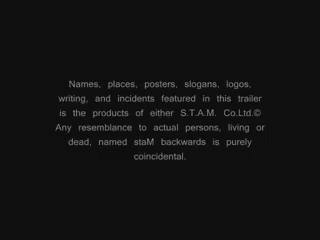 Names, places, posters, slogans, logos,
writing, and incidents featured in this trailer
is the products of either S.T.A.M. Co.Ltd.©
Any resemblance to actual persons, living or
dead, named staM backwards is purely
coincidental.